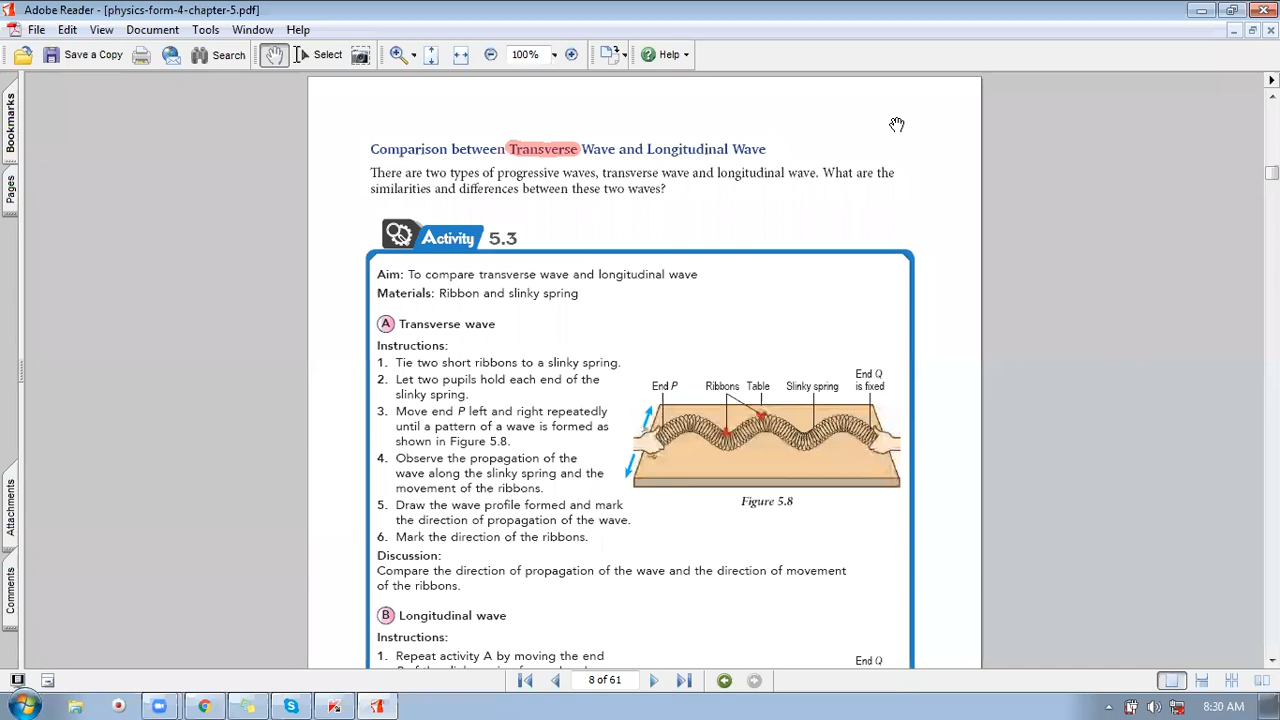 Adobe Reader - [physics-form-4-chapter-5.pdf]
File Edit View Document Tools Window Help
Save a Copy Search Select 100% Help
Bookmarks
Pages
Attachments
Comments
Comparison between Transverse Wave and Longitudinal Wave
There are two types of progressive waves, transverse wave and longitudinal wave. What are the
similarities and differences between these two waves?
Activity 5.3
Aim: To compare transverse wave and longitudinal wave
Materials: Ribbon and slinky spring
A Transverse wave
Instructions:
1. Tie two short ribbons to a slinky spring.
2. Let two pupils hold each end of the
slinky spring.
3. Move end P left and right repeatedly
until a pattern of a wave is formed as
shown in Figure 5.8.
4. Observe the propagation of the
wave along the slinky spring and the
movement of the ribbons.
5. Draw the wave profile formed and mark
the direction of propagation of the wave.
6. Mark the direction of the ribbons.
End P Ribbons Table Slinky spring End Q
is fixed
Figure 5.8
Discussion:
Compare the direction of propagation of the wave and the direction of movement
of the ribbons.
B Longitudinal wave
Instructions:
1. Repeat activity A by moving the end
End Q
8 of 61
8:30 AM